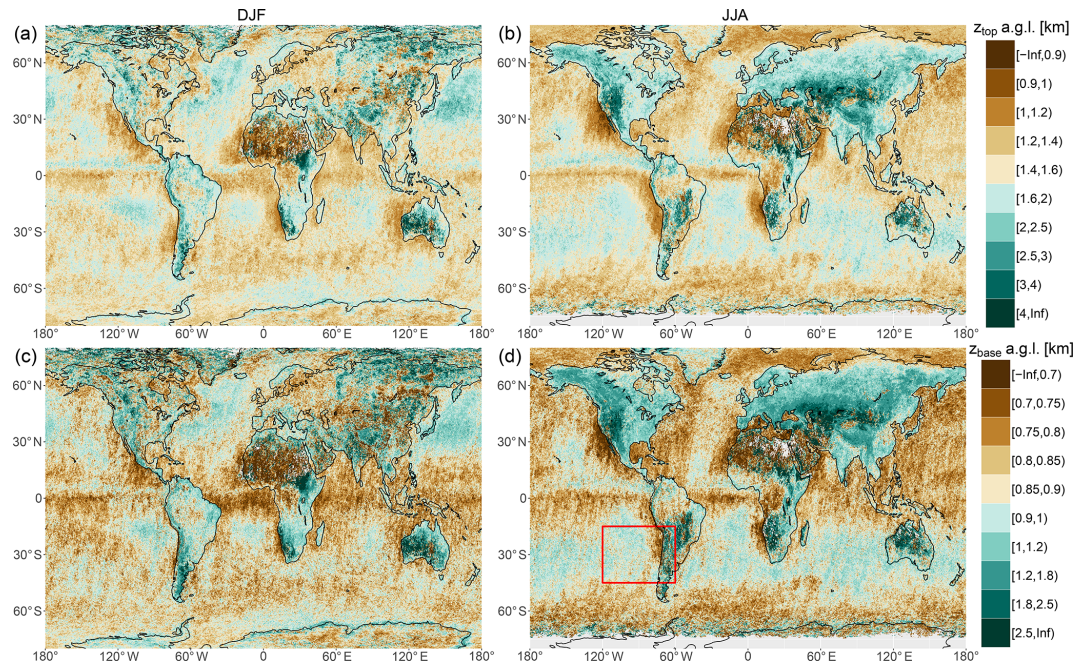 DJF
JJA
(a)
(b)
z_top a.g.l. [km]
[−Inf,0.9)
[0.9,1)
[1,1.2)
[1.2,1.4)
[1.4,1.6)
[1.6,2)
[2,2.5)
[2.5,3)
[3,4)
[4,Inf)
60°N
30°N
0
30°S
60°S
60°N
30°N
0
30°S
60°S
180° 120°W 60°W 0 60°E 120°E 180°
180° 120°W 60°W 0 60°E 120°E 180°
(c)
(d)
z_base a.g.l. [km]
[−Inf,0.7)
[0.7,0.75)
[0.75,0.8)
[0.8,0.85)
[0.85,0.9)
[0.9,1)
[1,1.2)
[1.2,1.8)
[1.8,2.5)
[2.5,Inf)
60°N
30°N
0
30°S
60°S
60°N
30°N
0
30°S
60°S
180° 120°W 60°W 0 60°E 120°E 180°
180° 120°W 60°W 0 60°E 120°E 180°